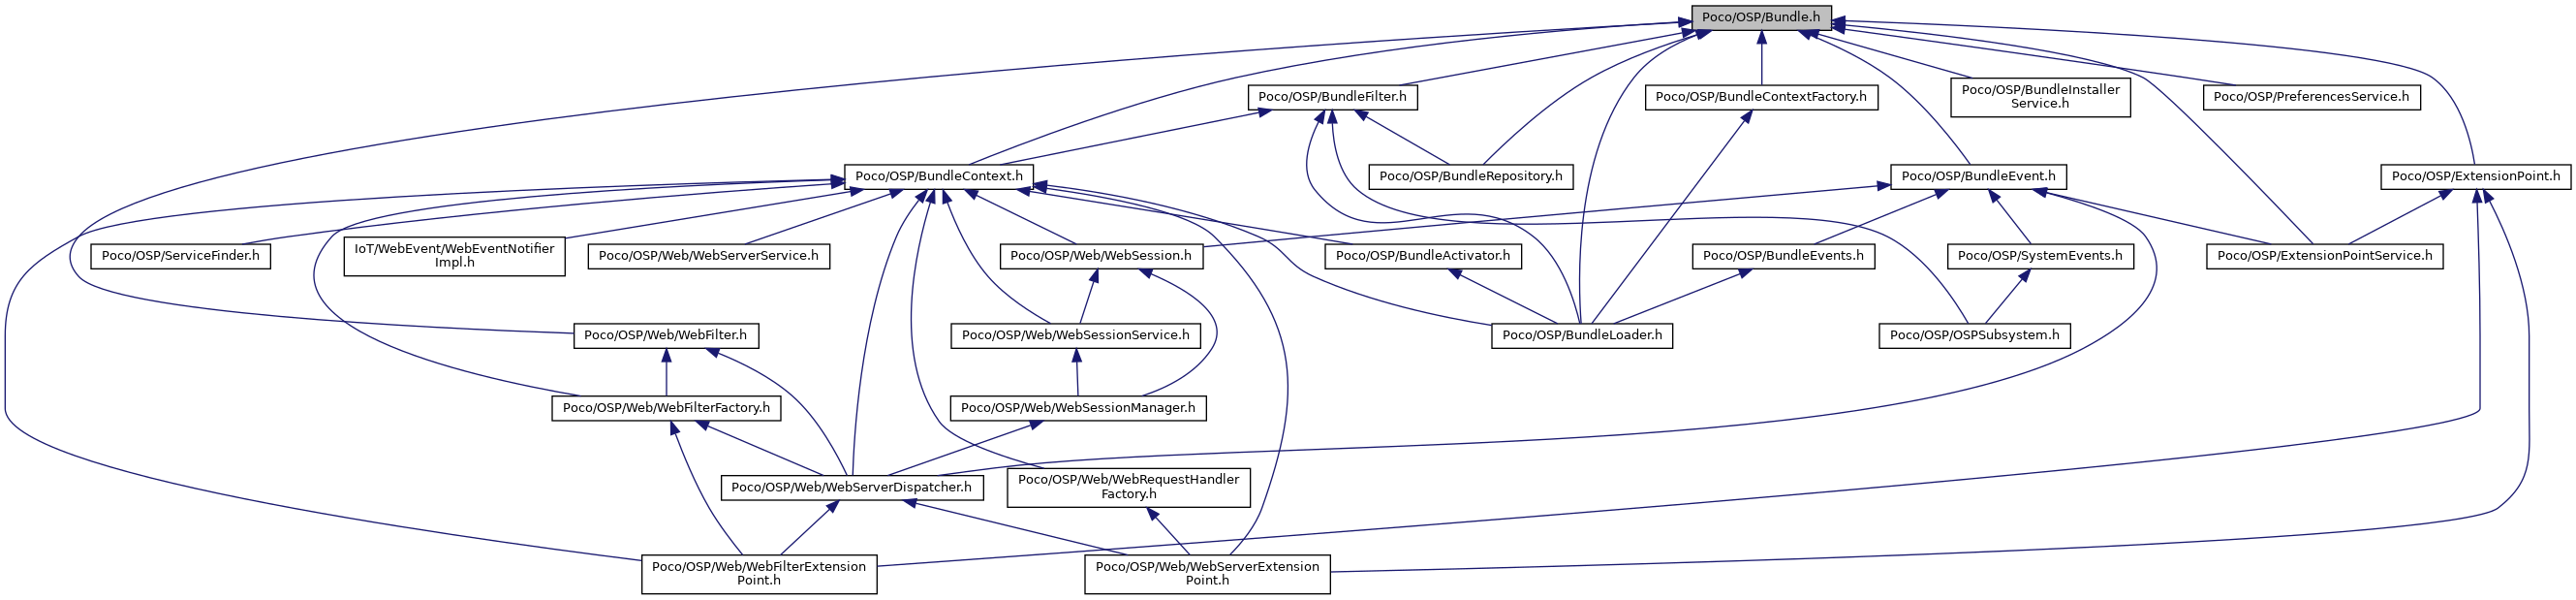 Poco/OSP/Bundle.h
Poco/OSP/BundleFilter.h
Poco/OSP/BundleContextFactory.h
Poco/OSP/BundleInstaller
Service.h
Poco/OSP/PreferencesService.h
Poco/OSP/BundleContext.h
Poco/OSP/BundleRepository.h
Poco/OSP/BundleEvent.h
Poco/OSP/ExtensionPoint.h
Poco/OSP/ServiceFinder.h
IoT/WebEvent/WebEventNotifier
Impl.h
Poco/OSP/Web/WebServerService.h
Poco/OSP/Web/WebSession.h
Poco/OSP/BundleActivator.h
Poco/OSP/BundleEvents.h
Poco/OSP/SystemEvents.h
Poco/OSP/ExtensionPointService.h
Poco/OSP/Web/WebFilter.h
Poco/OSP/Web/WebSessionService.h
Poco/OSP/BundleLoader.h
Poco/OSP/OSPSubsystem.h
Poco/OSP/Web/WebFilterFactory.h
Poco/OSP/Web/WebSessionManager.h
Poco/OSP/Web/WebServerDispatcher.h
Poco/OSP/Web/WebRequestHandler
Factory.h
Poco/OSP/Web/WebFilterExtension
Point.h
Poco/OSP/Web/WebServerExtension
Point.h